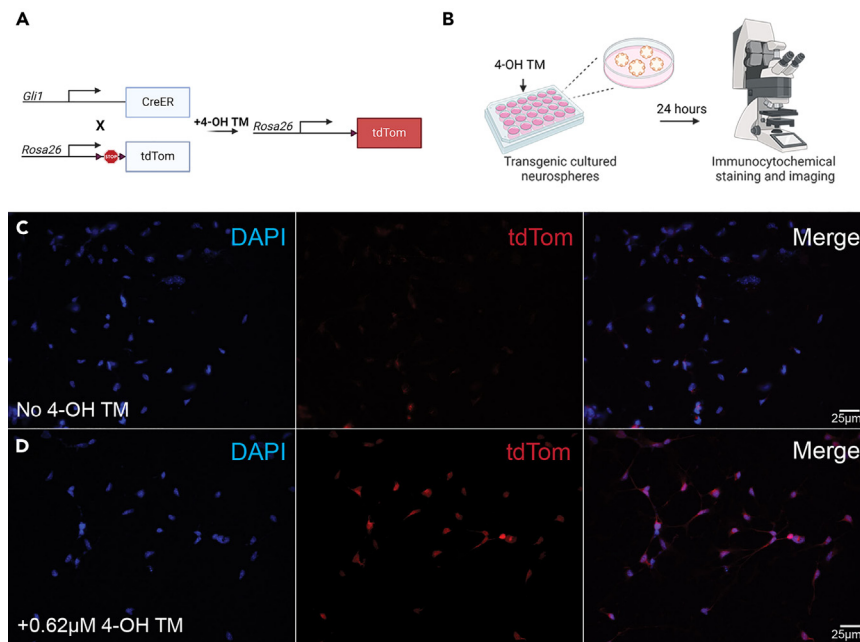 A
Gli1
CreER
X
Rosa26
STOP
tdTom
+4-OH TM
Rosa26
tdTom
B
4-OH TM
Transgenic cultured
neurospheres
24 hours
Immunocytochemical
staining and imaging
C
DAPI
tdTom
Merge
No 4-OH TM
25µm
D
DAPI
tdTom
Merge
+0.62µM 4-OH TM
25µm